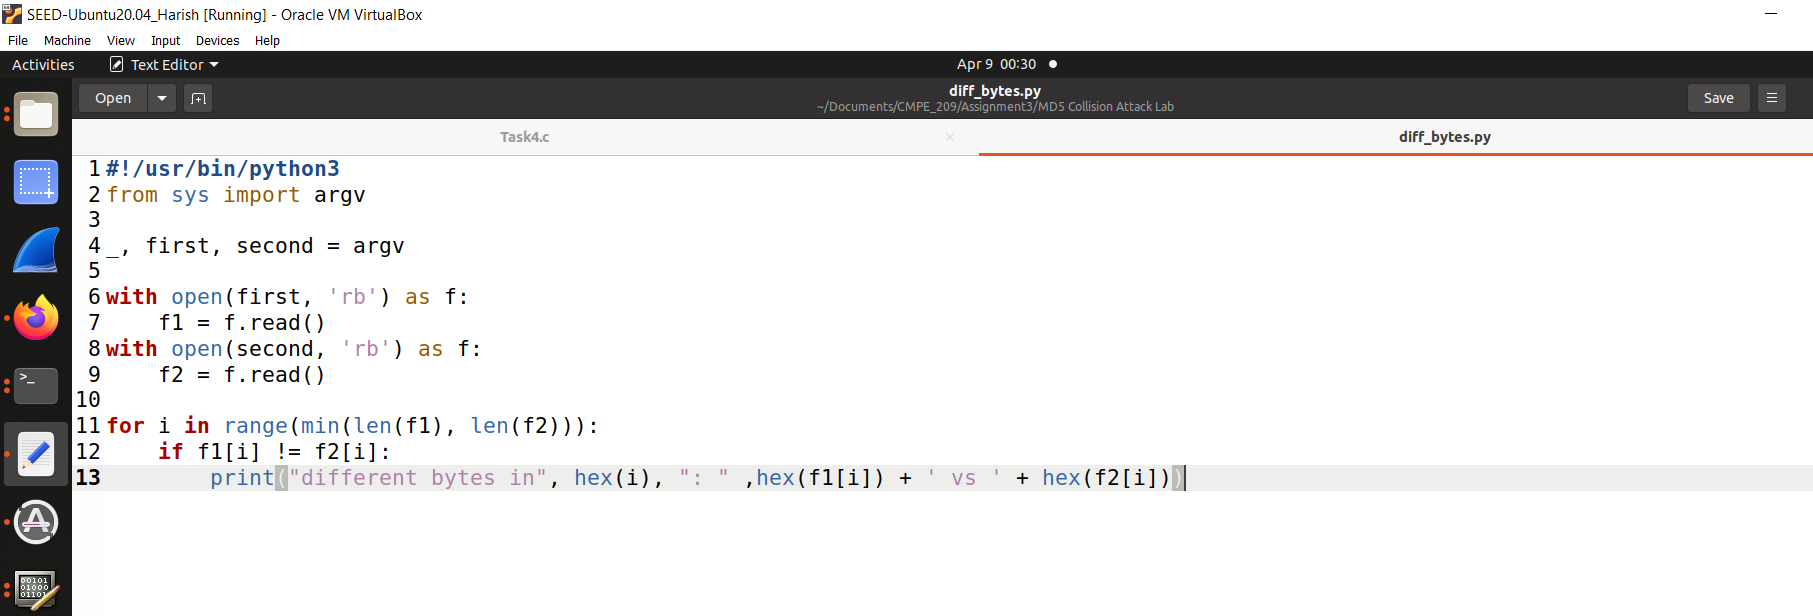 SEED-Ubuntu20.04_Harish [Running] - Oracle VM VirtualBox
File Machine View Input Devices Help
Activities Text Editor Apr 9 00:30
Open diff_bytes.py Save
~/Documents/CMPE_209/Assignment3/MD5 Collision Attack Lab
Task4.c × diff_bytes.py
1 #!/usr/bin/python3
2 from sys import argv
3
4 _, first, second = argv
5
6 with open(first, 'rb') as f:
7     f1 = f.read()
8 with open(second, 'rb') as f:
9     f2 = f.read()
10
11 for i in range(min(len(f1), len(f2))):
12     if f1[i] != f2[i]:
13         print("different bytes in", hex(i), ": " ,hex(f1[i]) + ' vs ' + hex(f2[i]))
>_
A
00101
01000
01101